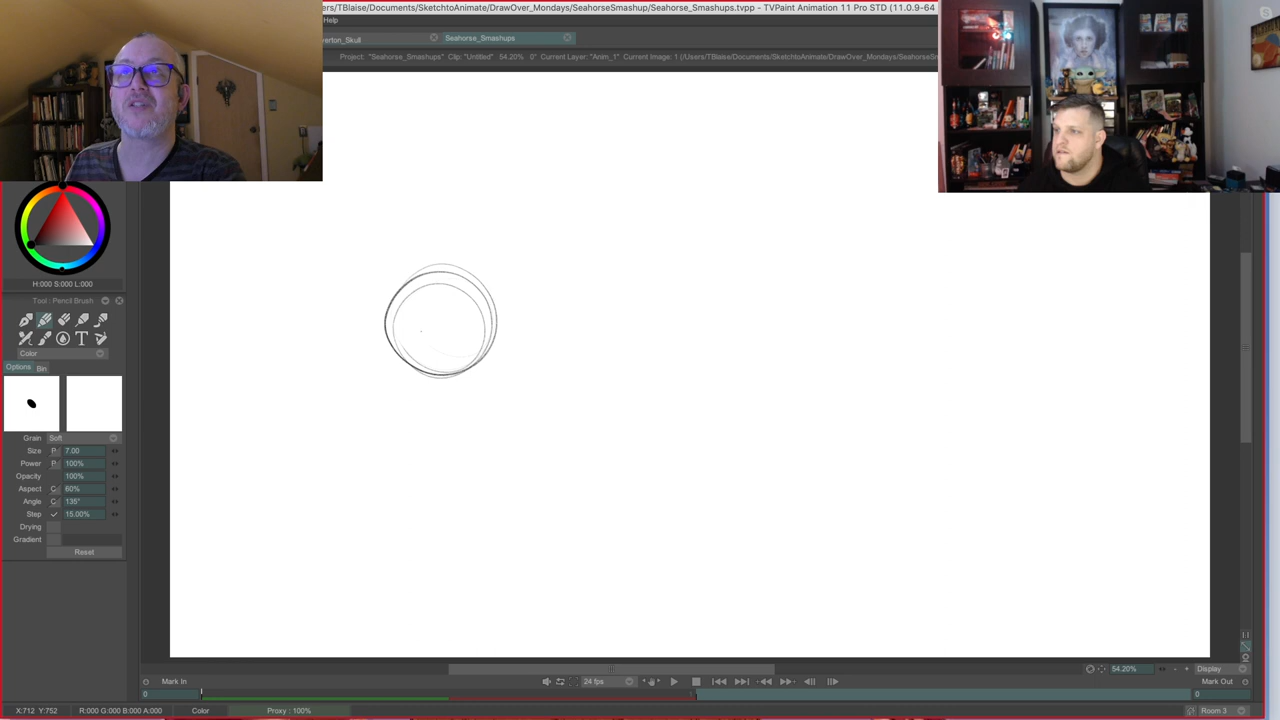 ers/TBlaise/Documents/SketchtoAnimate/DrawOver_Mondays/SeahorseSmashup/Seahorse_Smashups.tvpp - TVPaint Animation 11 Pro STD (11.0.9-64
Help
verton_Skull
Seahorse_Smashups
Project: "Seahorse_Smashups" Clip: "Untitled" 54.20% 0" Current Layer: "Anim_1" Current Image: 1 (/Users/TBlaise/Documents/SketchtoAnimate/DrawOver_Mondays/SeahorseSm
H:000 S:000 L:000
Tool : Pencil Brush
T
Color
Options
Bin
Grain Soft
Size P 7.00
Power P 100%
Opacity 100%
Aspect C 60%
Angle C 135°
Step 15.00%
Drying
Gradient
Reset
54.20% - + Display
Mark In
24 fps
Mark Out
0
0
X:712 Y:752
R:000 G:000 B:000 A:000
Color
Proxy : 100%
Room 3